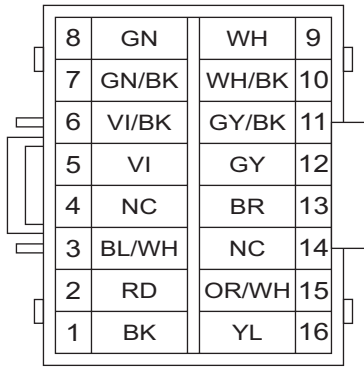 8 GN WH 9
7 GN/BK WH/BK 10
6 VI/BK GY/BK 11
5 VI GY 12
4 NC BR 13
3 BL/WH NC 14
2 RD OR/WH 15
1 BK YL 16